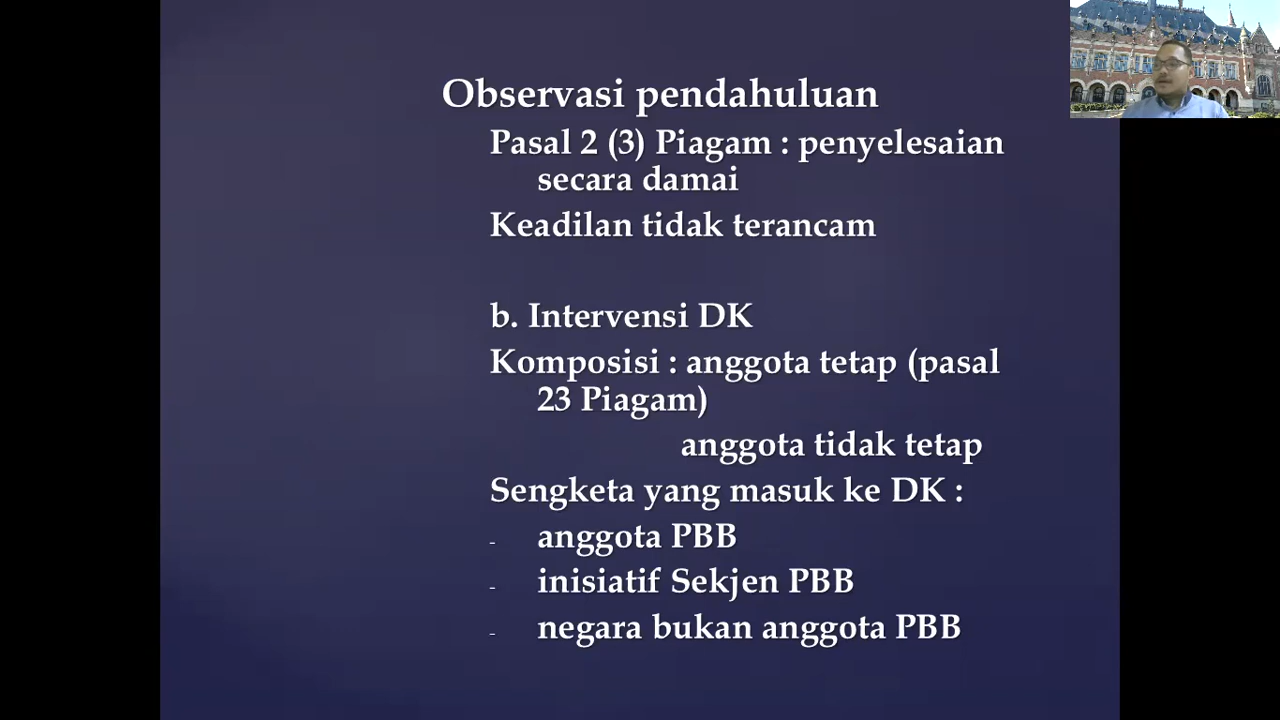 Observasi pendahuluan
Pasal 2 (3) Piagam : penyelesaian
secara damai
Keadilan tidak terancam
b. Intervensi DK
Komposisi : anggota tetap (pasal
23 Piagam)
anggota tidak tetap
Sengketa yang masuk ke DK :
- anggota PBB
- inisiatif Sekjen PBB
- negara bukan anggota PBB